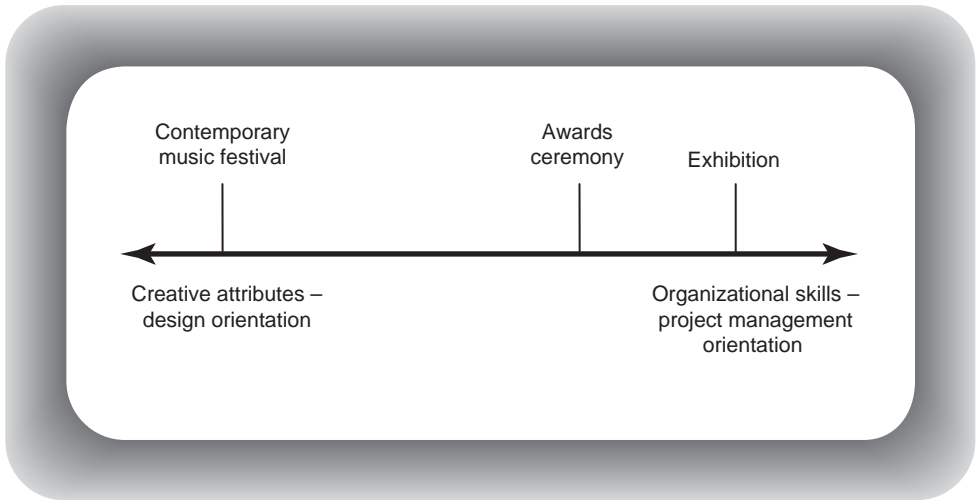 Contemporary
music festival
Awards
ceremony
Exhibition
Creative attributes –
design orientation
Organizational skills –
project management
orientation